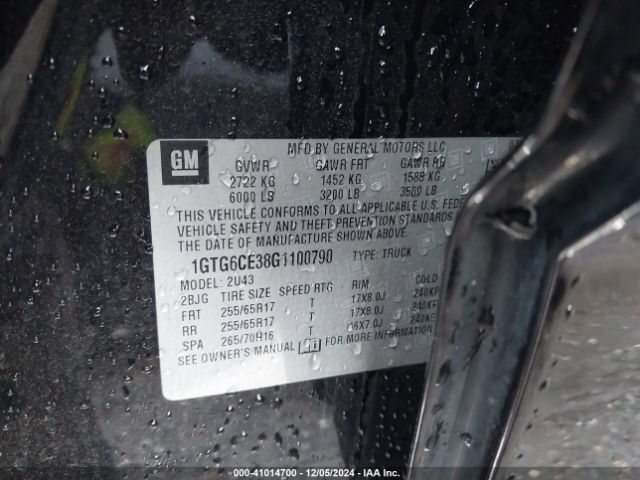 GM
MFD BY GENERAL MOTORS LLC
GVWR GAWR FRT GAWR RR
2722 KG 1452 KG 1588 KG
6000 LB 3200 LB 3500 LB
THIS VEHICLE CONFORMS TO ALL APPLICABLE U.S.
VEHICLE SAFETY AND THEFT PREVENTION
THE DATE OF MANUFACTURE SHOWN ABOVE.
1GTG6CE38G1100790 TYPE: TRUCK
MODEL: 2U43
2BJG TIRE SIZE SPEED RTG RIM COLD
FRT 255/65R17 T 17X8.0J
RR 255/65R17 T 17X8.0J
SPA 265/70R16 T 16X7.0J
SEE OWNER'S MANUAL FOR MORE INFORMATION
000-41014700 - 12/05/2024 - IAA Inc.